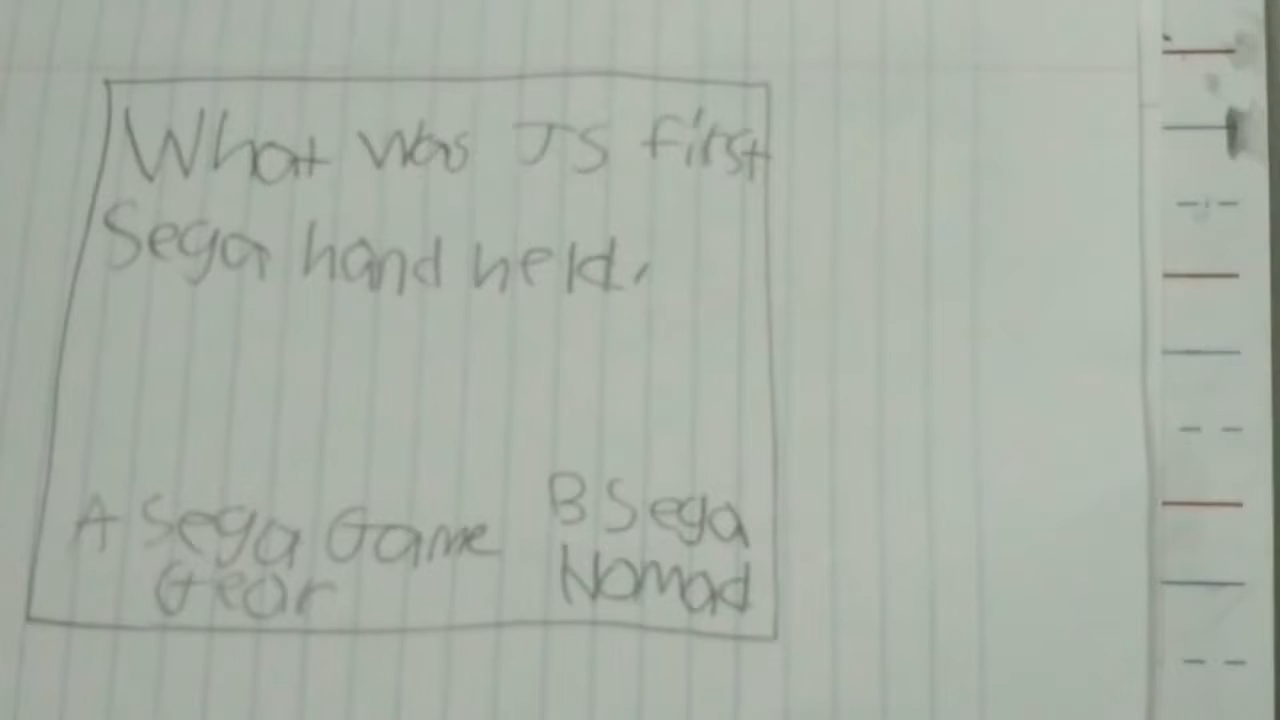 What was JS first
Sega hand held.
A Sega Game
Gear
B Sega
Nomad